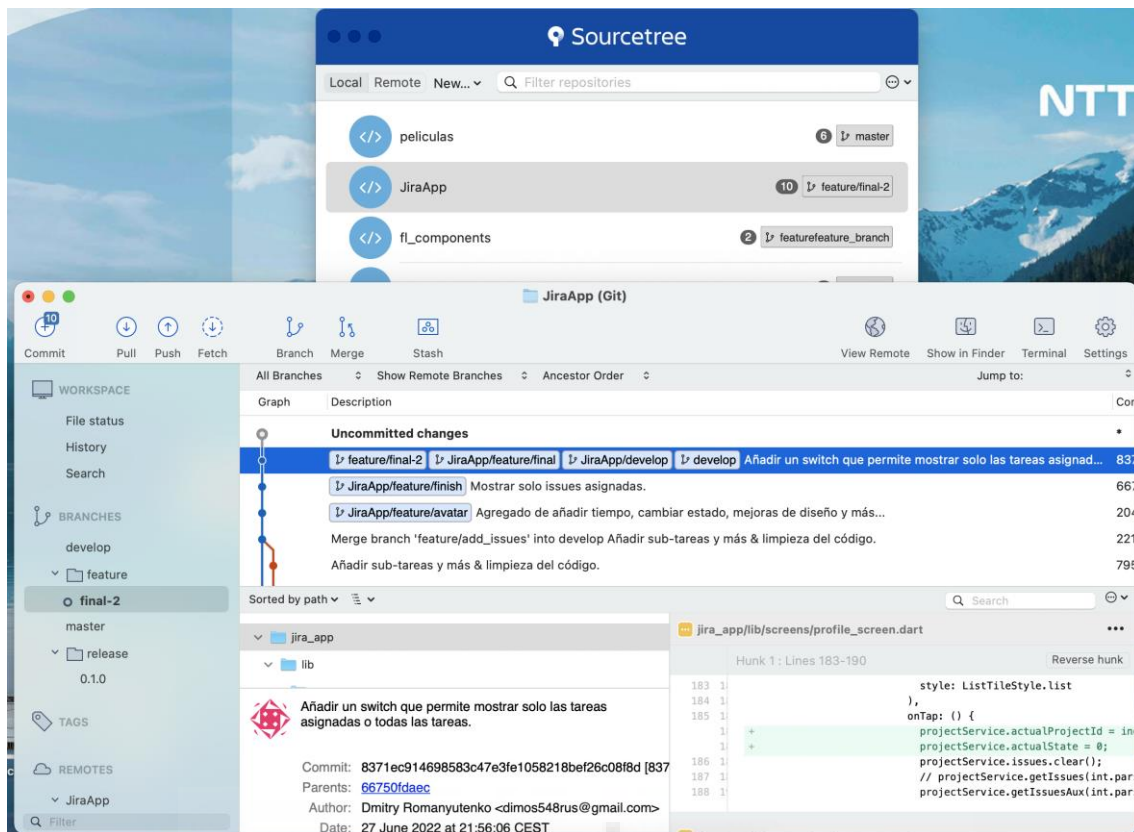 Sourcetree
Local Remote New... Filter repositories
NTT
peliculas 6 master
JiraApp 10 feature/final-2
fl_components 2 featurefeature_branch
JiraApp (Git)
10
Commit Pull Push Fetch Branch Merge Stash View Remote Show in Finder Terminal Settings
All Branches Show Remote Branches Ancestor Order Jump to:
Graph Description
WORKSPACE
File status
History
Search
BRANCHES
develop
feature
final-2
master
release
0.1.0
TAGS
REMOTES
JiraApp
Filter
Uncommitted changes *
feature/final-2 JiraApp/feature/final JiraApp/develop develop Añadir un switch que permite mostrar solo las tareas asignad... 837
JiraApp/feature/finish Mostrar solo issues asignadas. 667
JiraApp/feature/avatar Agregado de añadir tiempo, cambiar estado, mejoras de diseño y más... 204
Merge branch 'feature/add_issues' into develop Añadir sub-tareas y más & limpieza del código. 221
Añadir sub-tareas y más & limpieza del código. 795
Sorted by path Search
jira_app
lib
Añadir un switch que permite mostrar solo las tareas
asignadas o todas las tareas.
Commit: 8371ec914698583c47e3fe1058218bef26c08f8d [837
Parents: 66750fdaec
Author: Dmitry Romanyutenko <dimos548rus@gmail.com>
Date: 27 June 2022 at 21:56:06 CEST
jira_app/lib/screens/profile_screen.dart
Hunk 1 : Lines 183-190 Reverse hunk
183 style: ListTileStyle.list
184 ),
185 onTap: () {
+ projectService.actualProjectId =
+ projectService.actualState = 0;
186 projectService.issues.clear();
187 // projectService.getIssues(int.par
188 projectService.getIssuesAux(int.par